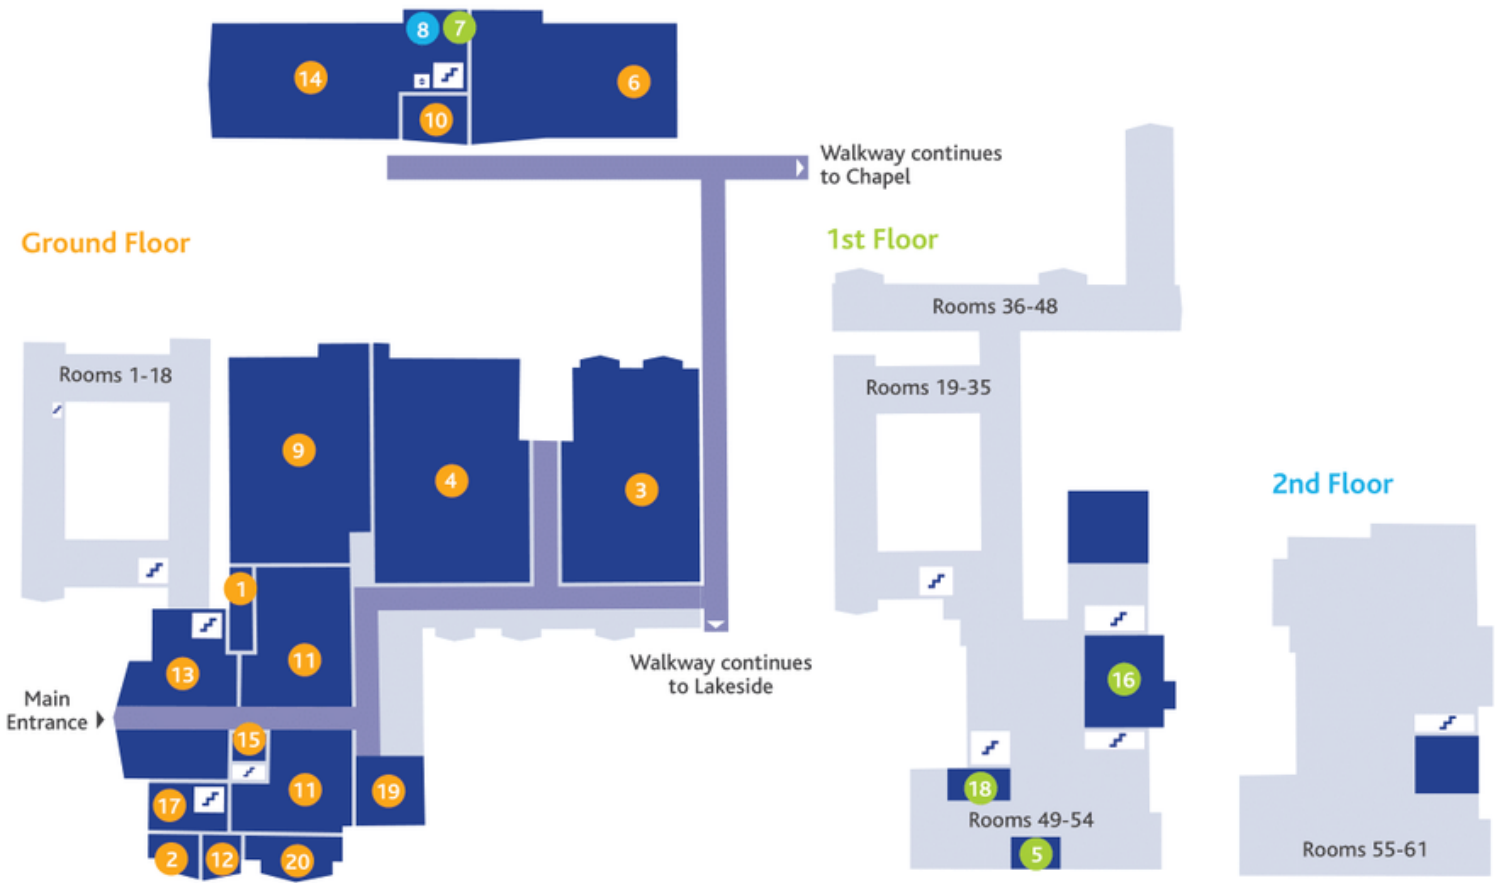 8 7
14
6
10
Walkway continues
to Chapel
Ground Floor
1st Floor
Rooms 36-48
Rooms 1-18
Rooms 19-35
9
4
3
2nd Floor
1
11
13
Walkway continues
to Lakeside
16
Main
Entrance
15
11
19
17
18
Rooms 49-54
2
12
20
5
Rooms 55-61